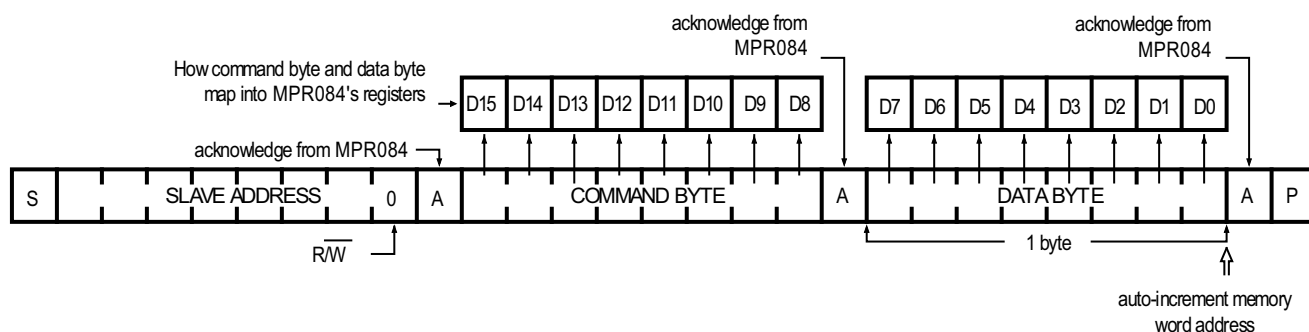 acknowledge from
MPR084
acknowledge from
MPR084
How command byte and data byte
map into MPR084's registers
D15 D14 D13 D12 D11 D10 D9 D8
D7 D6 D5 D4 D3 D2 D1 D0
acknowledge from MPR084
S SLAVE ADDRESS 0 A COMMAND BYTE A DATA BYTE A P
R/W
1 byte
auto-increment memory
word address